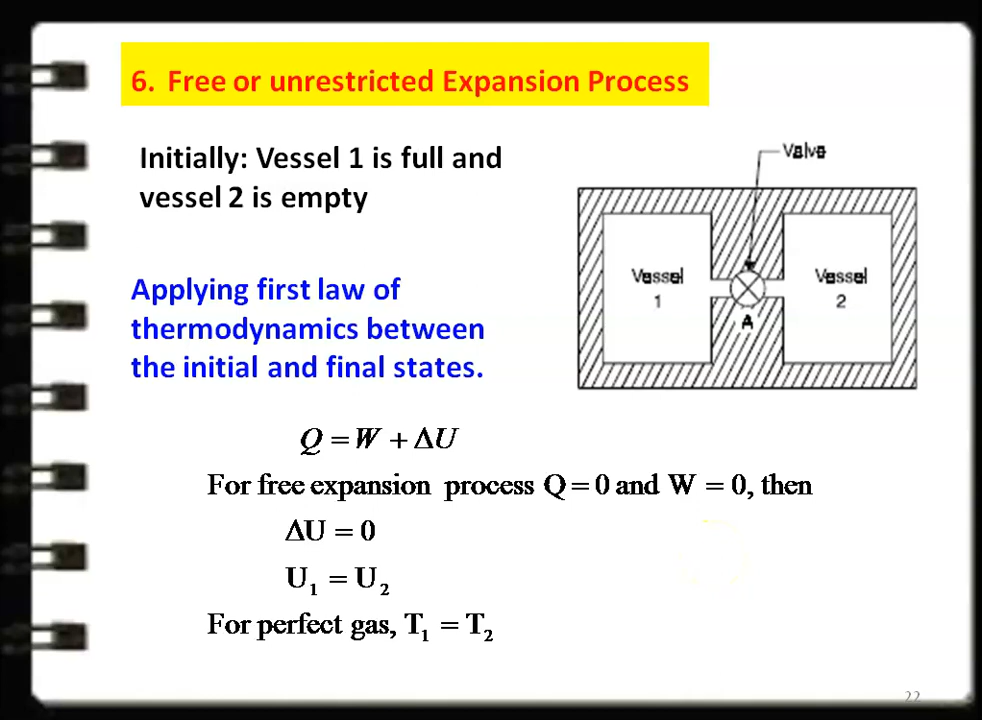 6. Free or unrestricted Expansion Process
Initially: Vessel 1 is full and
vessel 2 is empty
Valve
Vessel
1
Vessel
2
A
Applying first law of
thermodynamics between
the initial and final states.
Q = W + ΔU
For free expansion process Q = 0 and W = 0, then
ΔU = 0
U₁ = U₂
For perfect gas, T₁ = T₂
22